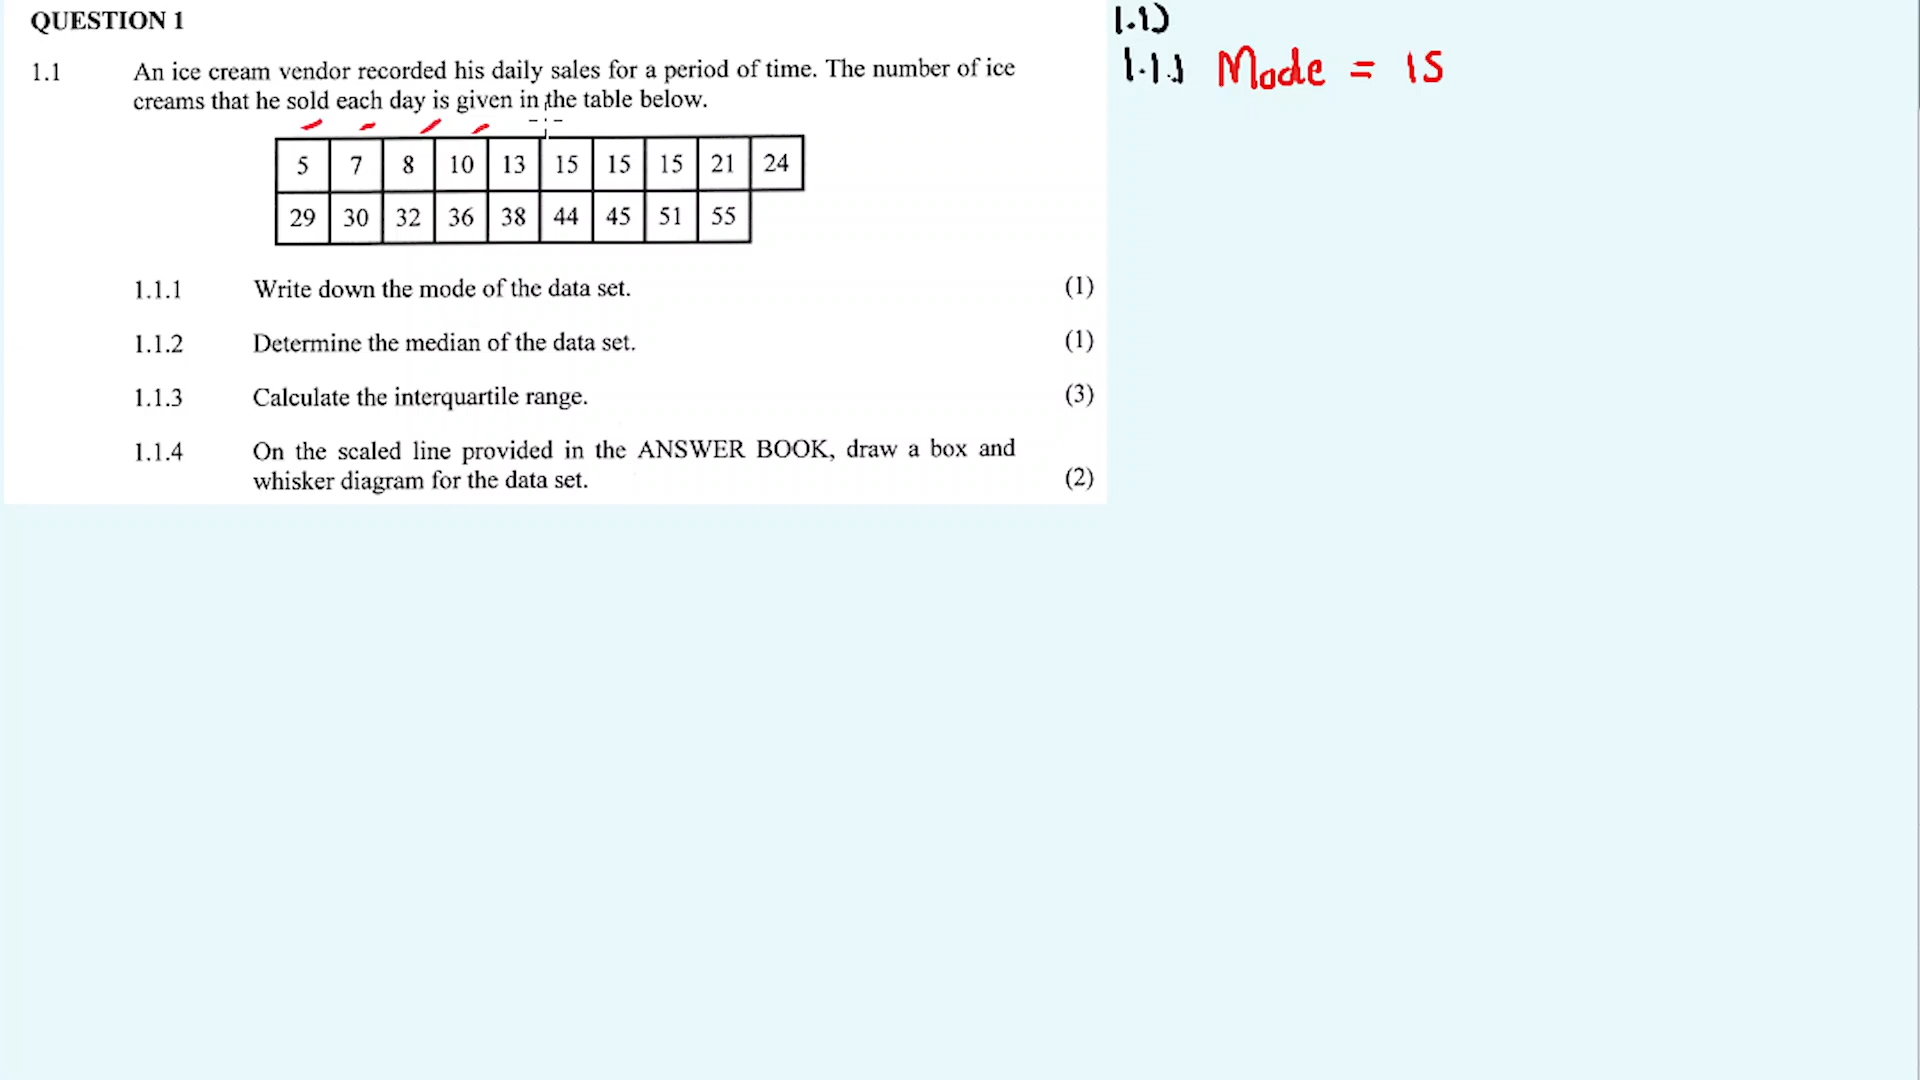 QUESTION 1
1.1 An ice cream vendor recorded his daily sales for a period of time. The number of ice
creams that he sold each day is given in the table below.
5 7 8 10 13 15 15 15 21 24
29 30 32 36 38 44 45 51 55
1.1.1 Write down the mode of the data set. (1)
1.1.2 Determine the median of the data set. (1)
1.1.3 Calculate the interquartile range. (3)
1.1.4 On the scaled line provided in the ANSWER BOOK, draw a box and
whisker diagram for the data set. (2)
1.1)
1.1.1 Mode = 15